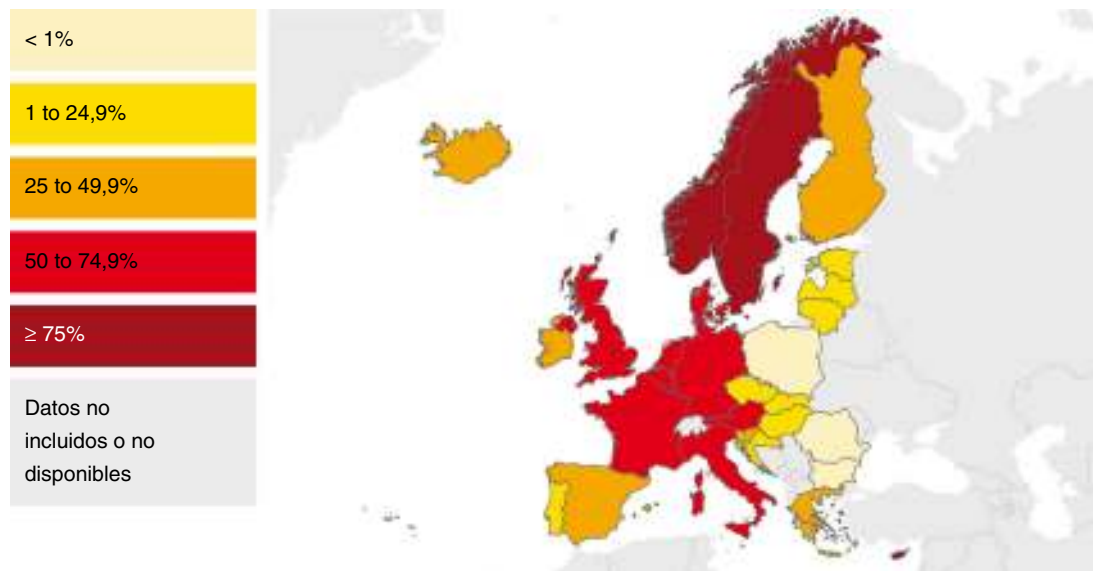 < 1%
1 to 24,9%
25 to 49,9%
50 to 74,9%
≥ 75%
Datos no
incluidos o no
disponibles